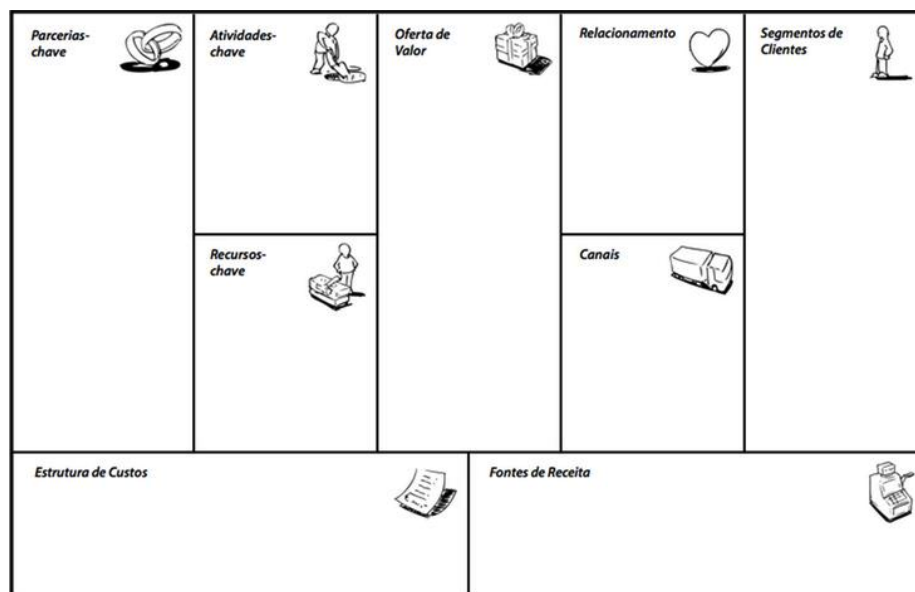 Parcerias-
chave
Atividades-
chave
Oferta de
Valor
Relacionamento
Segmentos de
Clientes
Recursos-
chave
Canais
Estrutura de Custos
Fontes de Receita